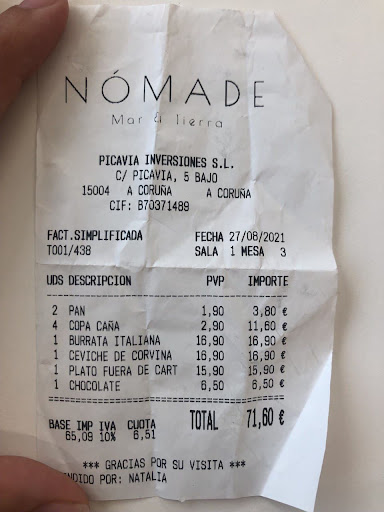 NÓMADE
Mar & Tierra
PICAVIA INVERSIONES S.L.
C/ PICAVIA, 5 BAJO
15004 A CORUÑA A CORUÑA
CIF: B70371489
FACT.SIMPLIFICADA FECHA 27/08/2021
T001/438 SALA 1 MESA 3
UDS DESCRIPCION PVP IMPORTE
2 PAN 1,90 3,80 €
4 COPA CAÑA 2,90 11,60 €
1 BURRATA ITALIANA 16,90 16,90 €
1 CEVICHE DE CORVINA 16,90 16,90 €
1 PLATO FUERA DE CART 15,90 15,90 €
1 CHOCOLATE 6,50 6,50 €
BASE IMP IVA CUOTA TOTAL 71,60 €
65,09 10% 6,51
*** GRACIAS POR SU VISITA ***
ENDIDO POR: NATALIA